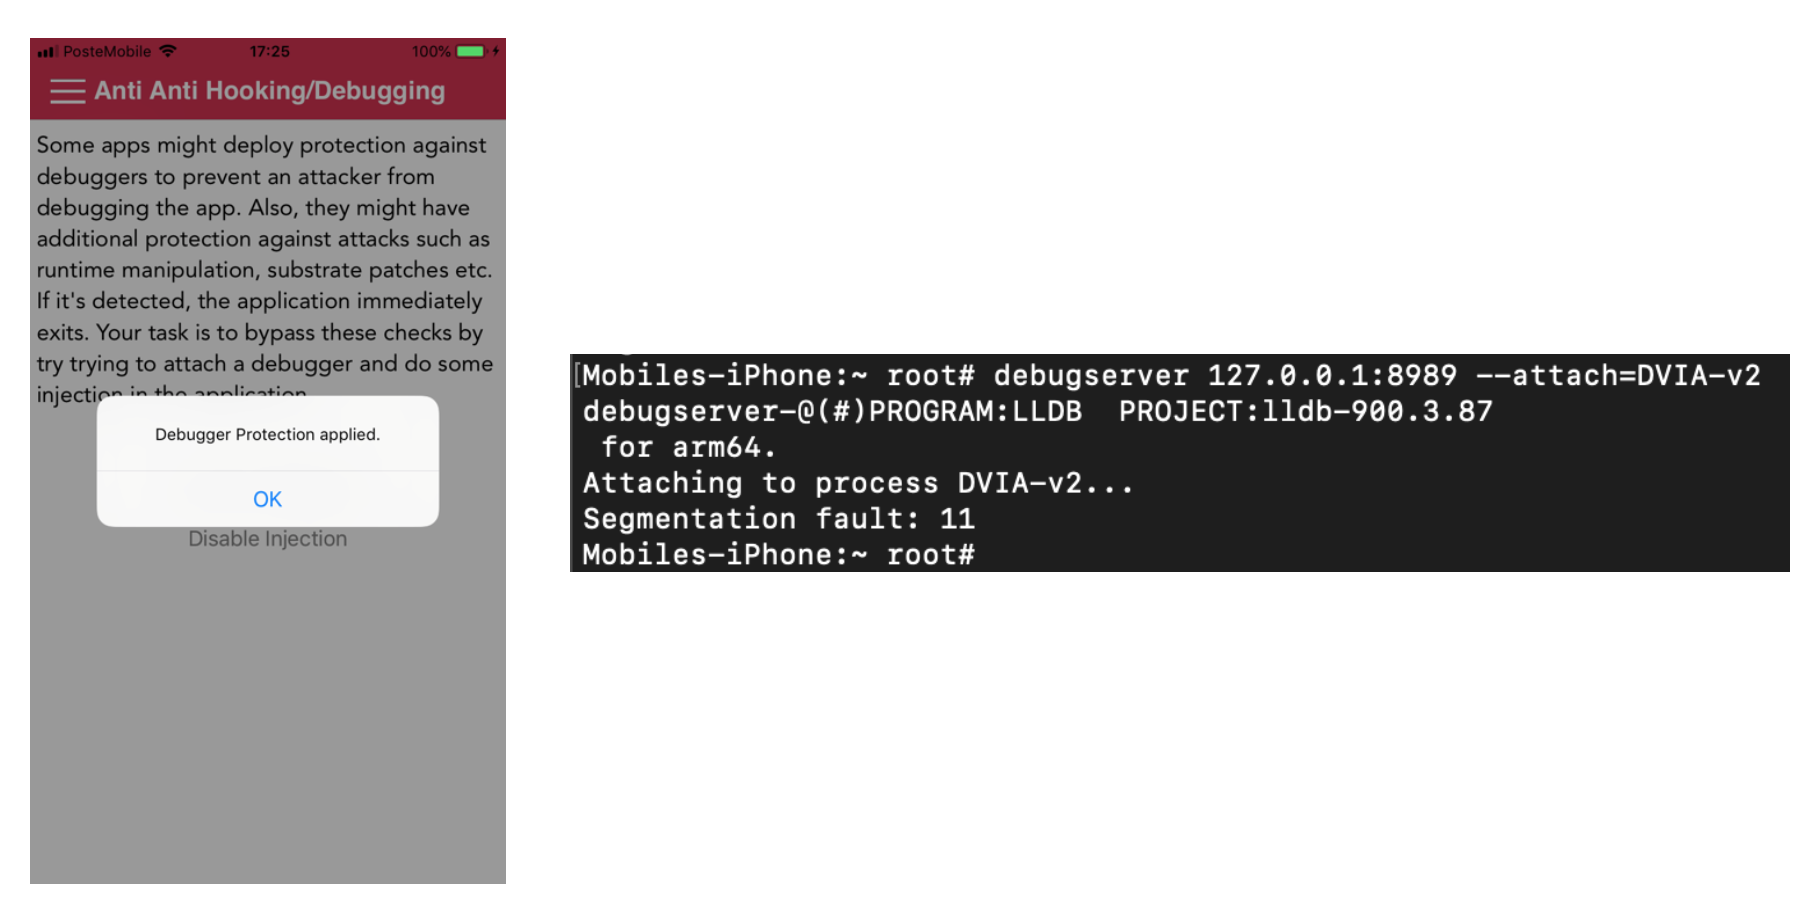 PosteMobile 17:25 100%
Anti Anti Hooking/Debugging
Some apps might deploy protection against
debuggers to prevent an attacker from
debugging the app. Also, they might have
additional protection against attacks such as
runtime manipulation, substrate patches etc.
If it's detected, the application immediately
exits. Your task is to bypass these checks by
try trying to attach a debugger and do some
injection in the application.
Debugger Protection applied.
OK
Disable Injection
[Mobiles-iPhone:~ root# debugserver 127.0.0.1:8989 --attach=DVIA-v2
debugserver-@(#)PROGRAM:LLDB  PROJECT:lldb-900.3.87
 for arm64.
Attaching to process DVIA-v2...
Segmentation fault: 11
Mobiles-iPhone:~ root#